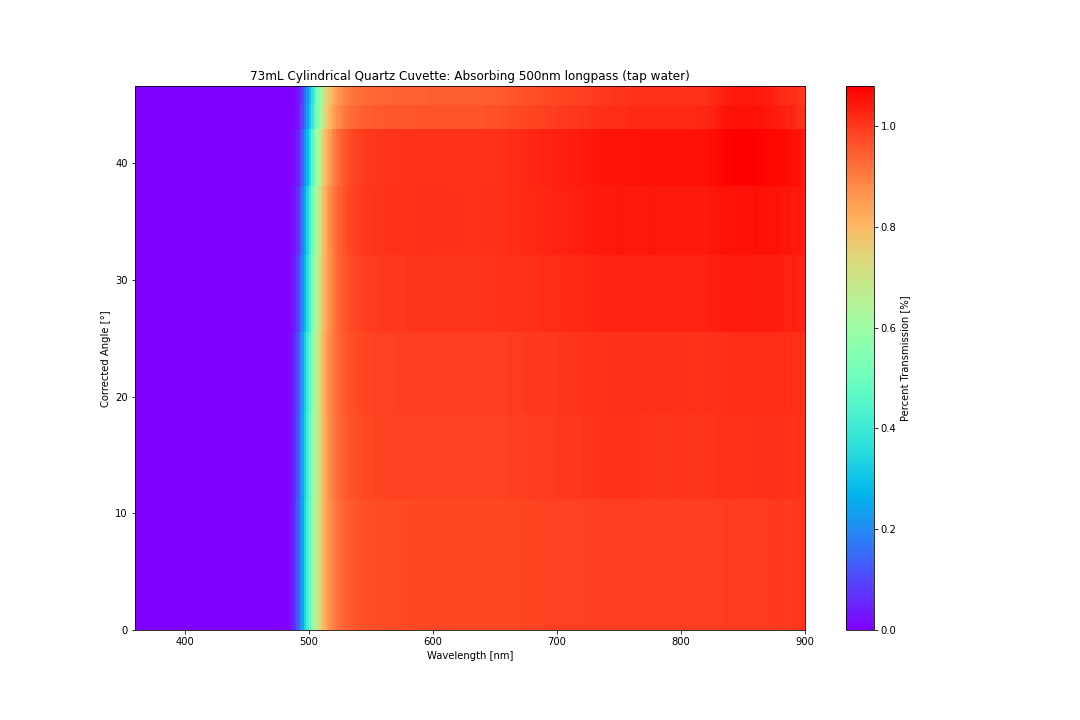 73mL Cylindrical Quartz Cuvette: Absorbing 500nm longpass (tap water)
Corrected Angle [°]
40
30
20
10
0
400 500 600 700 800 900
Wavelength [nm]
1.0
0.8
0.6
0.4
0.2
0.0
Percent Transmission [%]